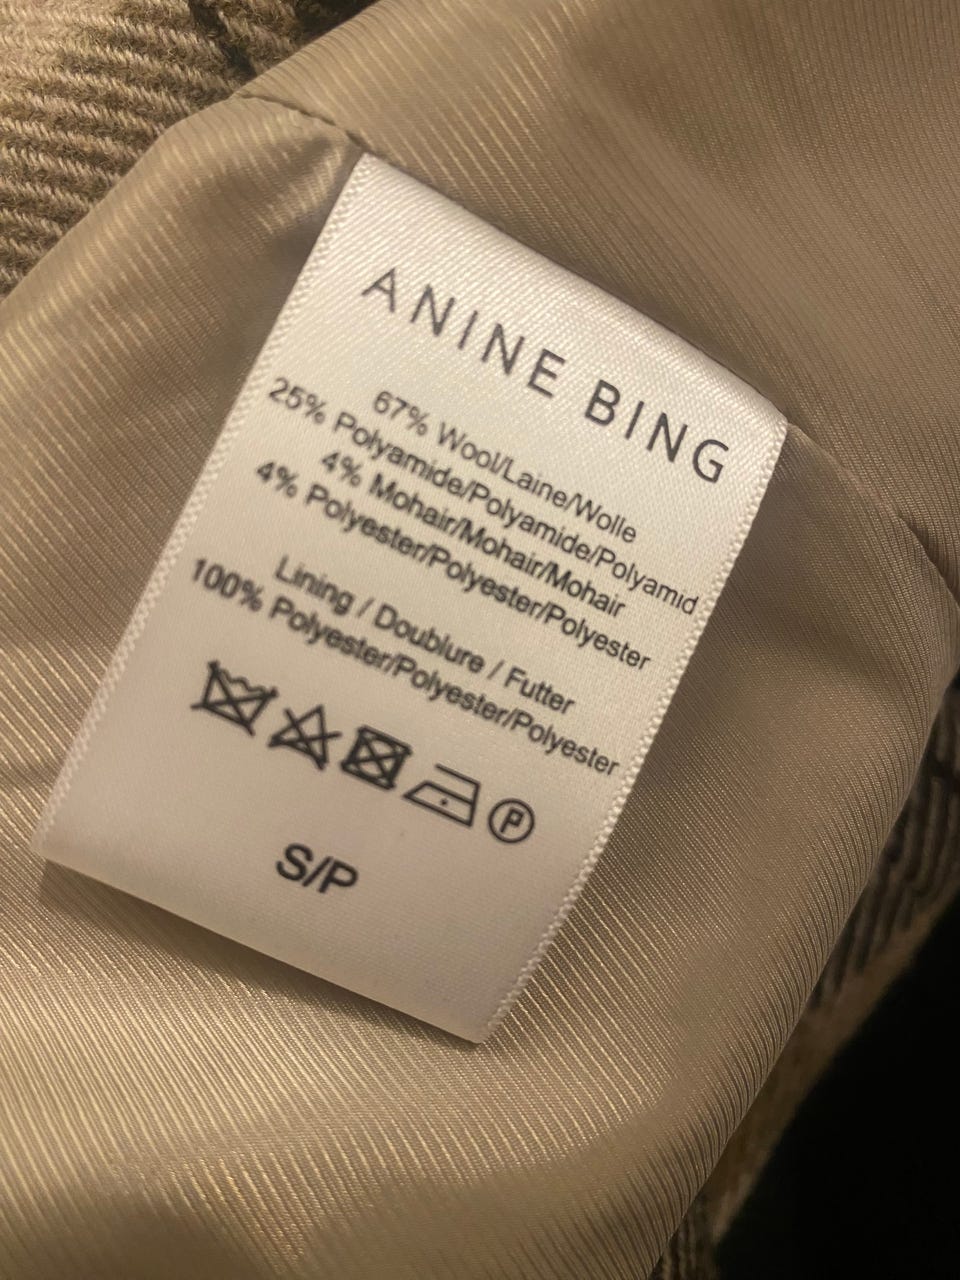 ANINE BING
67% Wool/Laine/Wolle
25% Polyamide/Polyamide/Polyamid
4% Mohair/Mohair/Mohair
4% Polyester/Polyester/Polyester
Lining / Doublure / Futter
100% Polyester/Polyester/Polyester
P
S/P